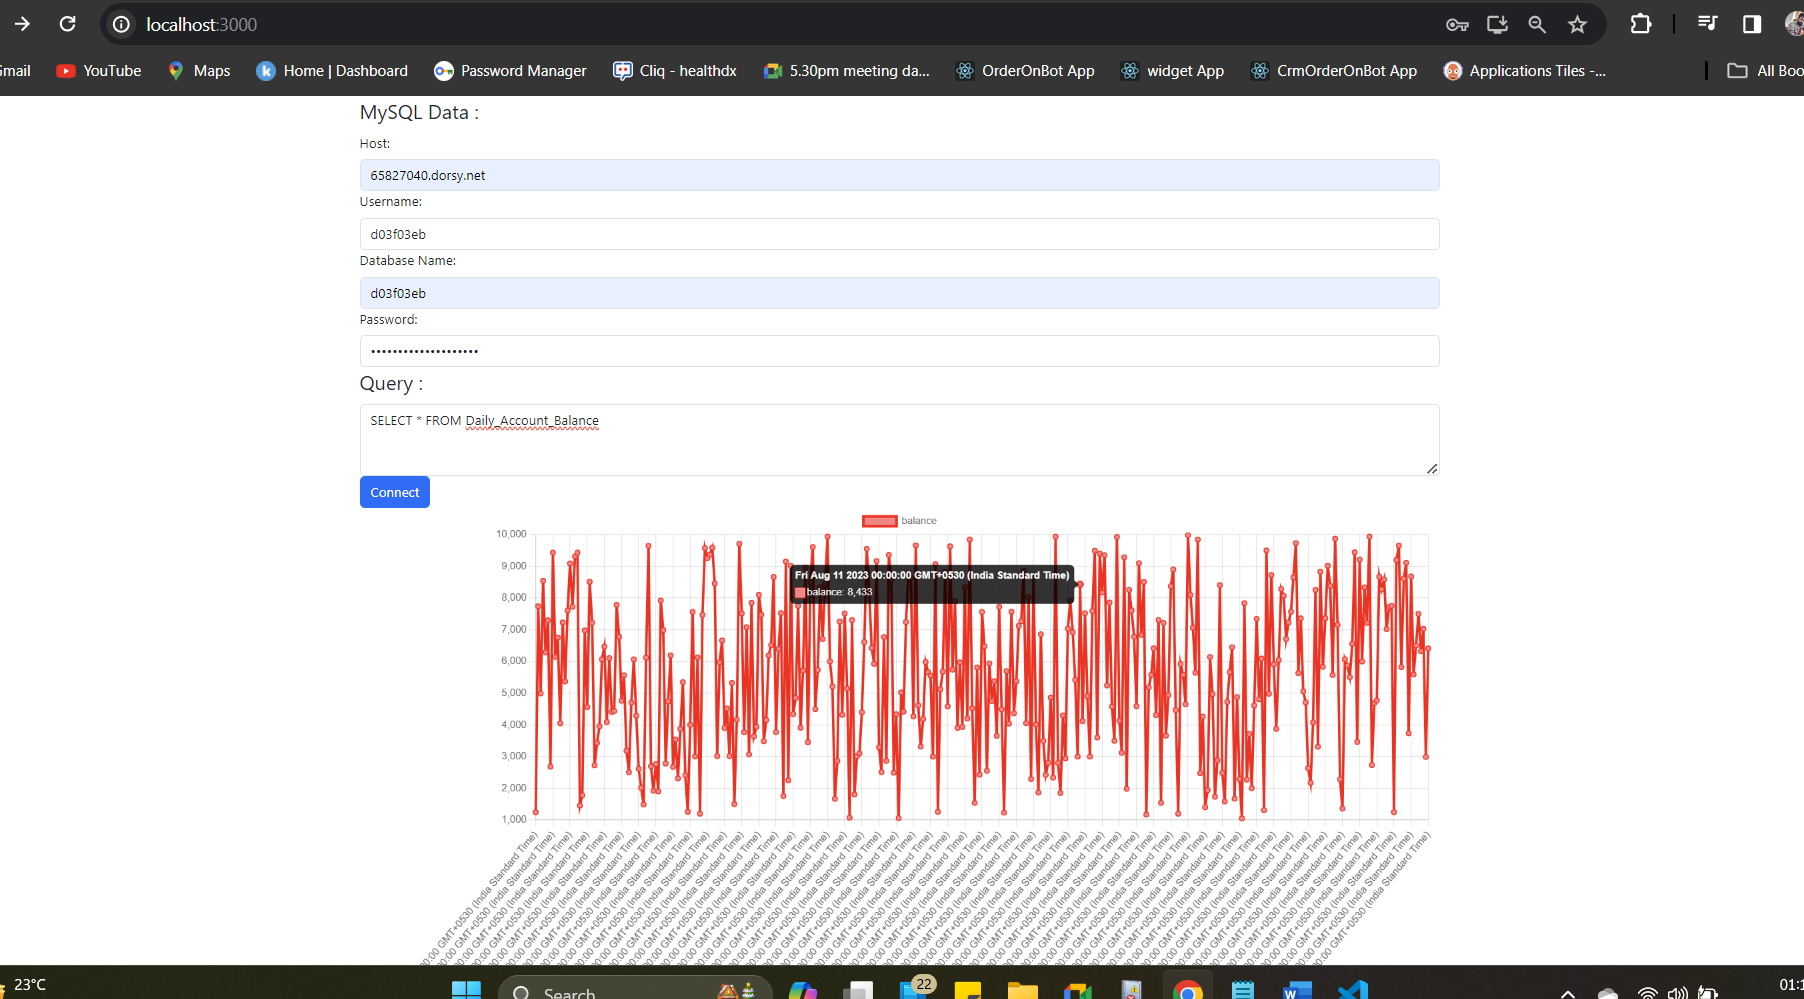 localhost:3000
Gmail YouTube Maps Home | Dashboard Password Manager Cliq - healthdx 5.30pm meeting da... OrderOnBot App widget App CrmOrderOnBot App Applications Tiles -... All Boo
MySQL Data :
Host:
65827040.dorsy.net
Username:
d03f03eb
Database Name:
d03f03eb
Password:
••••••••••••••••••••
Query :
SELECT * FROM Daily_Account_Balance
Connect
balance
10,000
9,000
Fri Aug 11 2023 00:00:00 GMT+0530 (India Standard Time)
balance: 8,433
8,000
7,000
6,000
5,000
4,000
3,000
2,000
1,000
00:00 GMT+0530 (India Standard Time)
23°C
Search
22
01:1